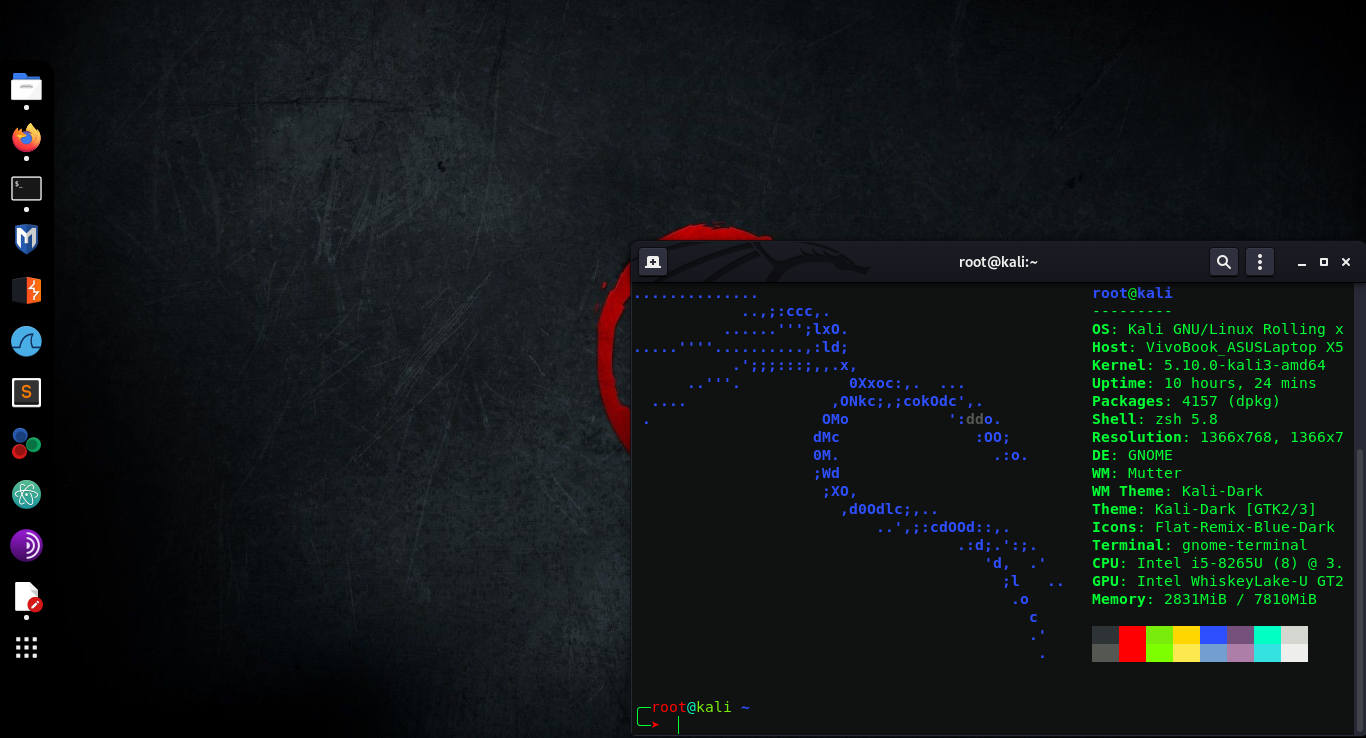 root@kali:~
root@kali
---------
OS: Kali GNU/Linux Rolling x
Host: VivoBook_ASUSLaptop X5
Kernel: 5.10.0-kali3-amd64
Uptime: 10 hours, 24 mins
Packages: 4157 (dpkg)
Shell: zsh 5.8
Resolution: 1366x768, 1366x7
DE: GNOME
WM: Mutter
WM Theme: Kali-Dark
Theme: Kali-Dark [GTK2/3]
Icons: Flat-Remix-Blue-Dark
Terminal: gnome-terminal
CPU: Intel i5-8265U (8) @ 3.
GPU: Intel WhiskeyLake-U GT2
Memory: 2831MiB / 7810MiB
..............
..,;:ccc,.
......''';lxO.
.....''''..........,:ld;
.';;;:::;,,.x,
..'''. 0Xxoc:,. ...
.... ,ONkc;,;cokOdc',.
. OMo ':ddo.
dMc :OO;
0M. .:o.
;Wd
;XO,
,d0Odlc;,..
..',;:cdOOd::,.
.:d;.':;.
'd, .'
;l ..
.o
c
.'
.
root@kali ~